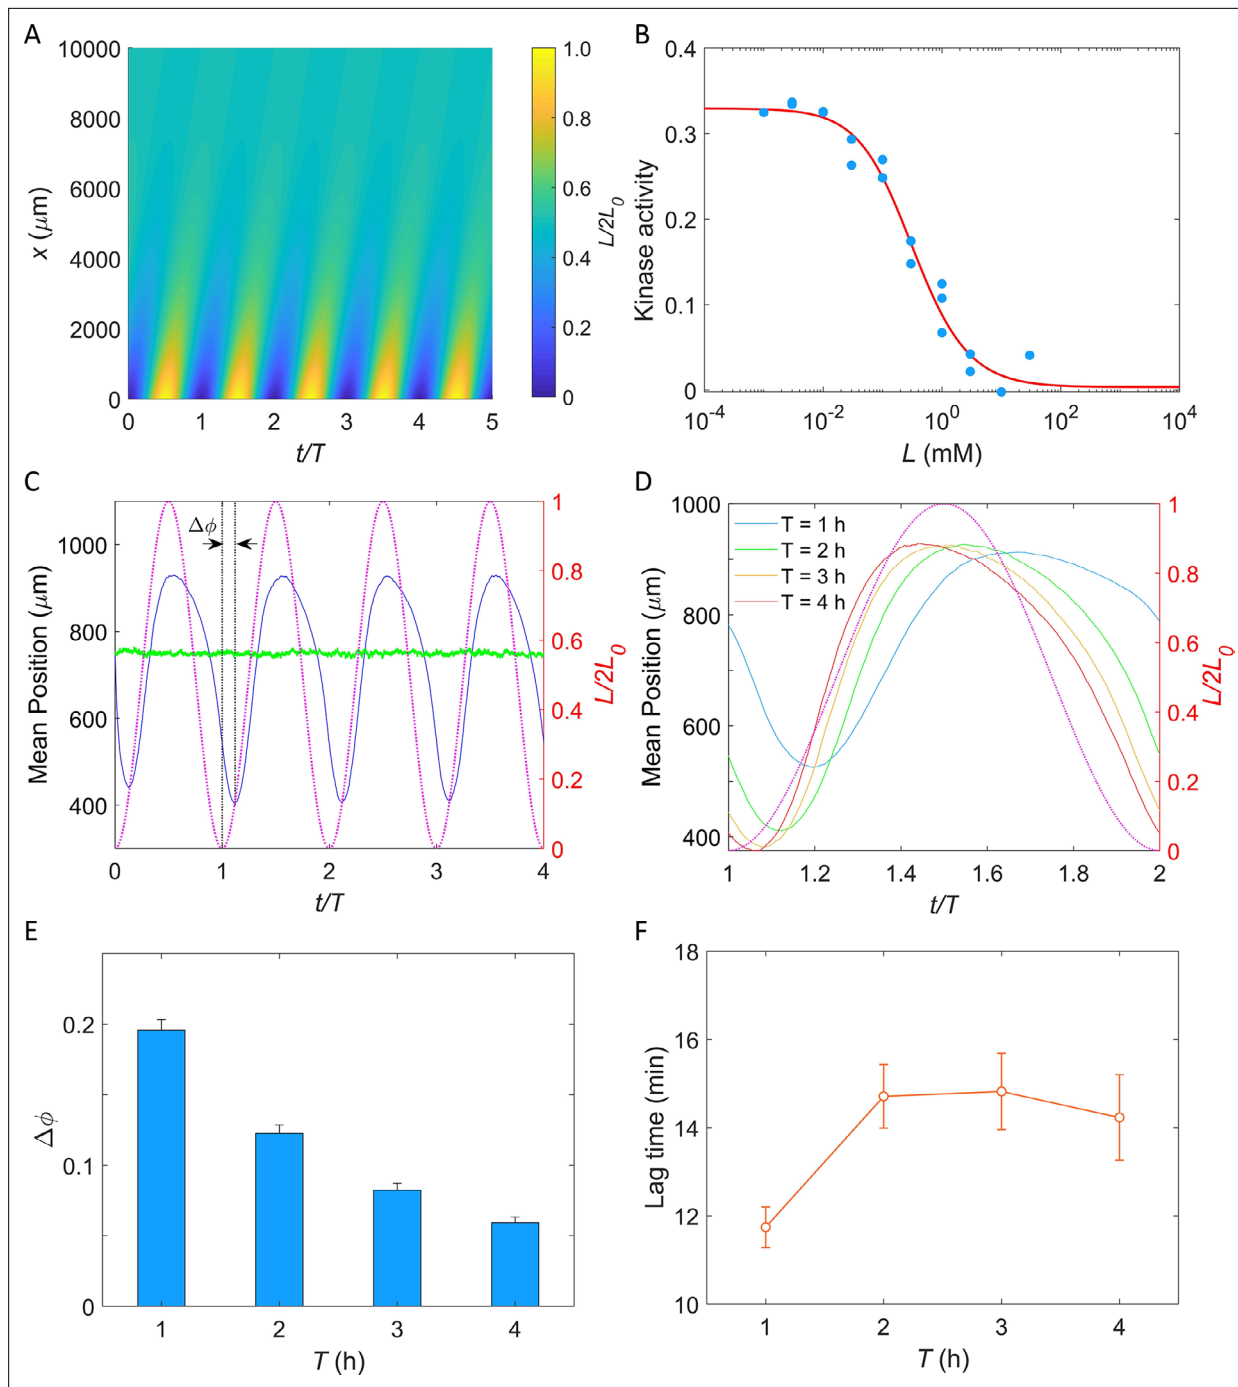 A
10000
8000
6000
4000
2000
0
x (μm)
0 1 2 3 4 5
t/T
1.0
0.8
0.6
0.4
0.2
0
L/2L₀
B
0.4
0.3
0.2
0.1
0
Kinase activity
10⁻⁴ 10⁻² 10⁰ 10² 10⁴
L (mM)
C
Δϕ
1000
800
600
400
Mean Position (μm)
0 1 2 3 4
t/T
1
0.8
0.6
0.4
0.2
0
L/2L₀
D
T = 1 h
T = 2 h
T = 3 h
T = 4 h
1000
900
800
700
600
500
400
Mean Position (μm)
1 1.2 1.4 1.6 1.8 2
t/T
1
0.8
0.6
0.4
0.2
0
L/2L₀
E
0.2
0.1
0
Δϕ
1 2 3 4
T (h)
F
18
16
14
12
10
Lag time (min)
1 2 3 4
T (h)